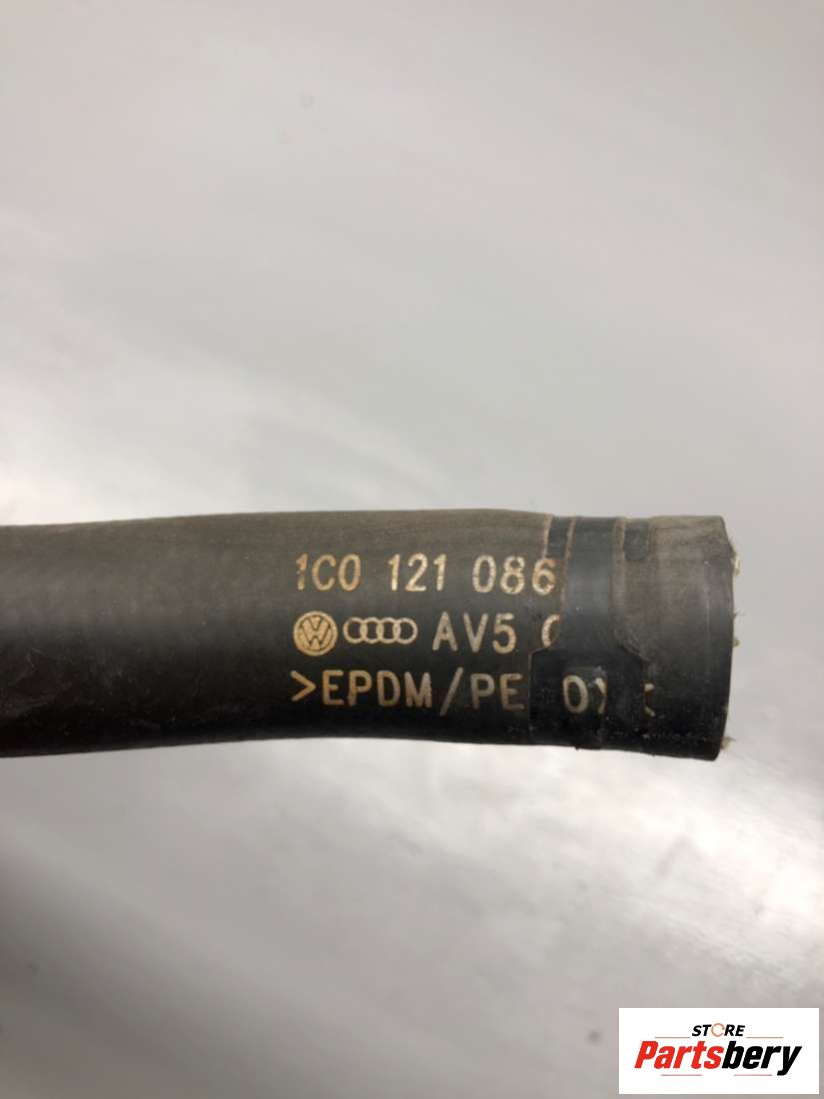 1C0 121 086
AV5
>EPDM/PE
STORE
Partsbery